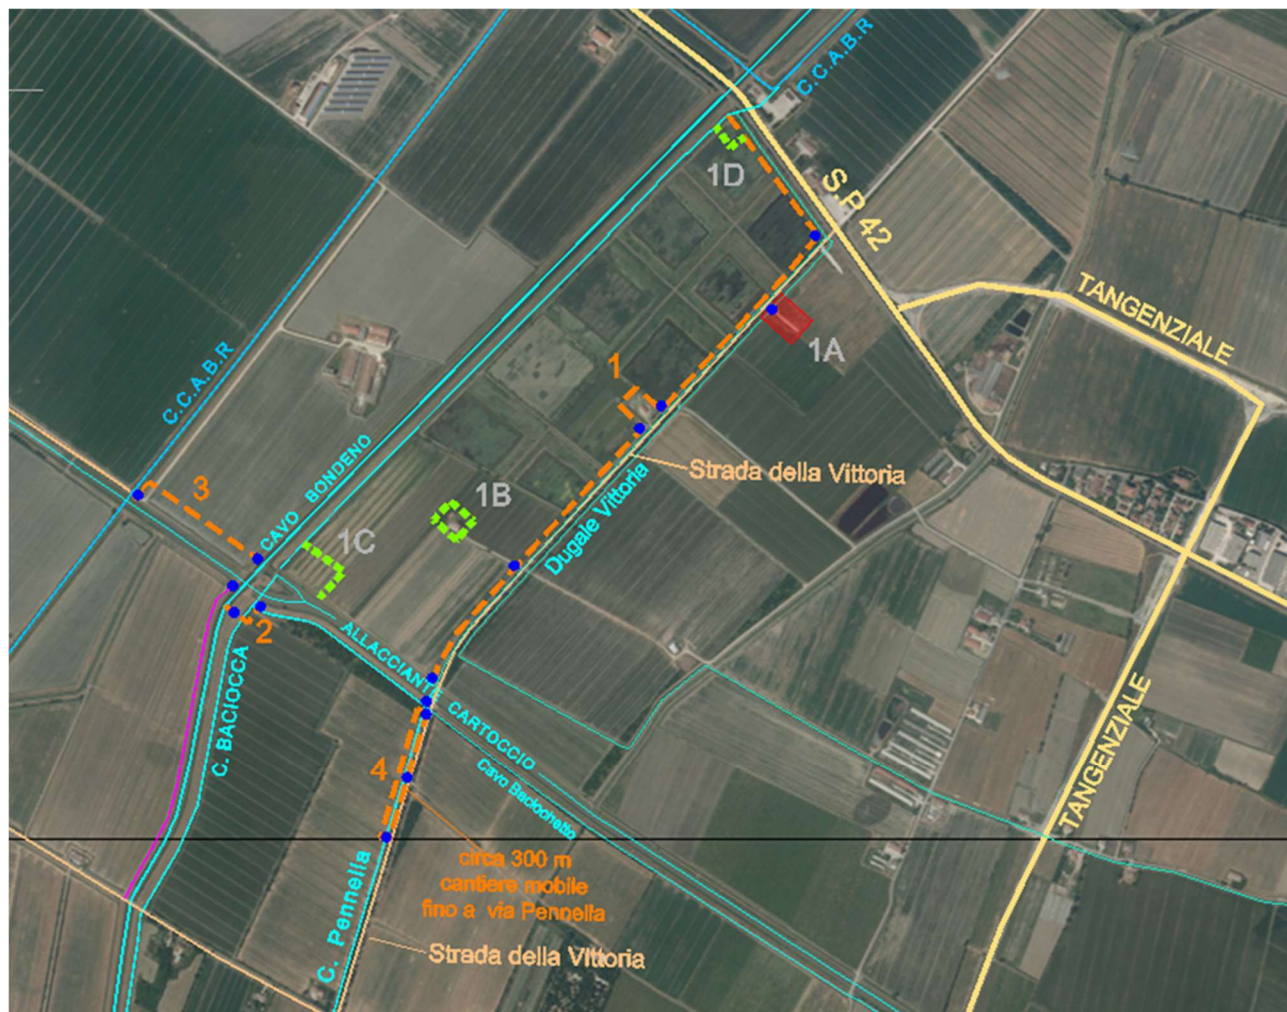 C.C.A.B.R
1D
S.P 42
TANGENZIALE
1A
1
C.C.A.B.R
Strada della Vittoria
3
CAVO BONDENO
1B
Dugale Vittoria
1C
2
ALLACCIANTE CARTOCCIO
C. BACIOCCA
TANGENZIALE
4
Cavo Baciochetto
circa 300 m
cantiere mobile
fino a via Pennella
C. Pennella
Strada della Vittoria